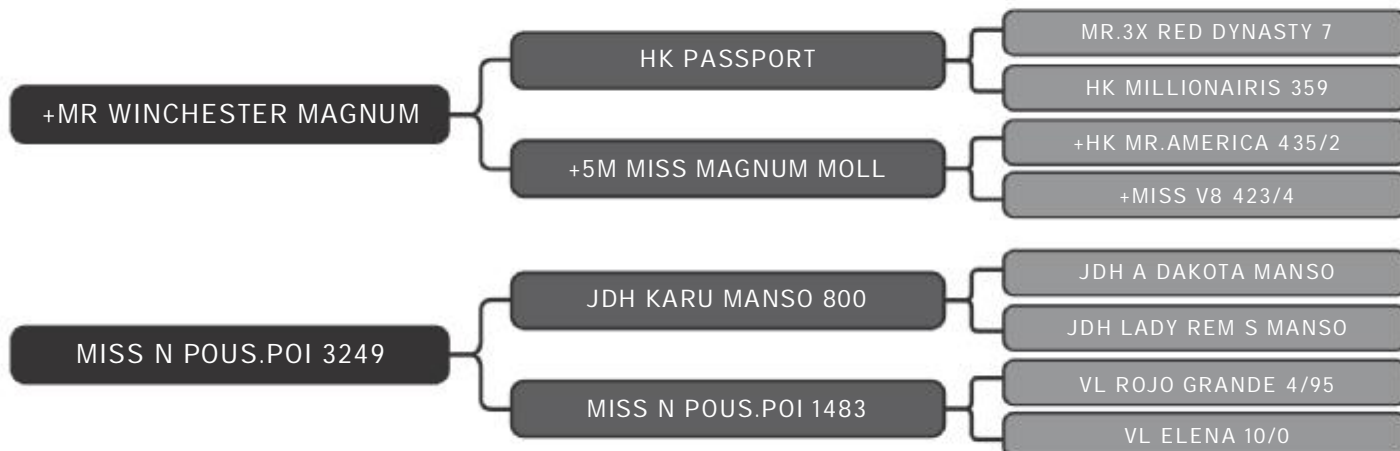 MR.3X RED DYNASTY 7
HK PASSPORT
HK MILLIONAIRIS 359
+MR WINCHESTER MAGNUM
+HK MR.AMERICA 435/2
+5M MISS MAGNUM MOLL
+MISS V8 423/4
JDH A DAKOTA MANSO
JDH KARU MANSO 800
JDH LADY REM S MANSO
MISS N POUS.POI 3249
VL ROJO GRANDE 4/95
MISS N POUS.POI 1483
VL ELENA 10/0